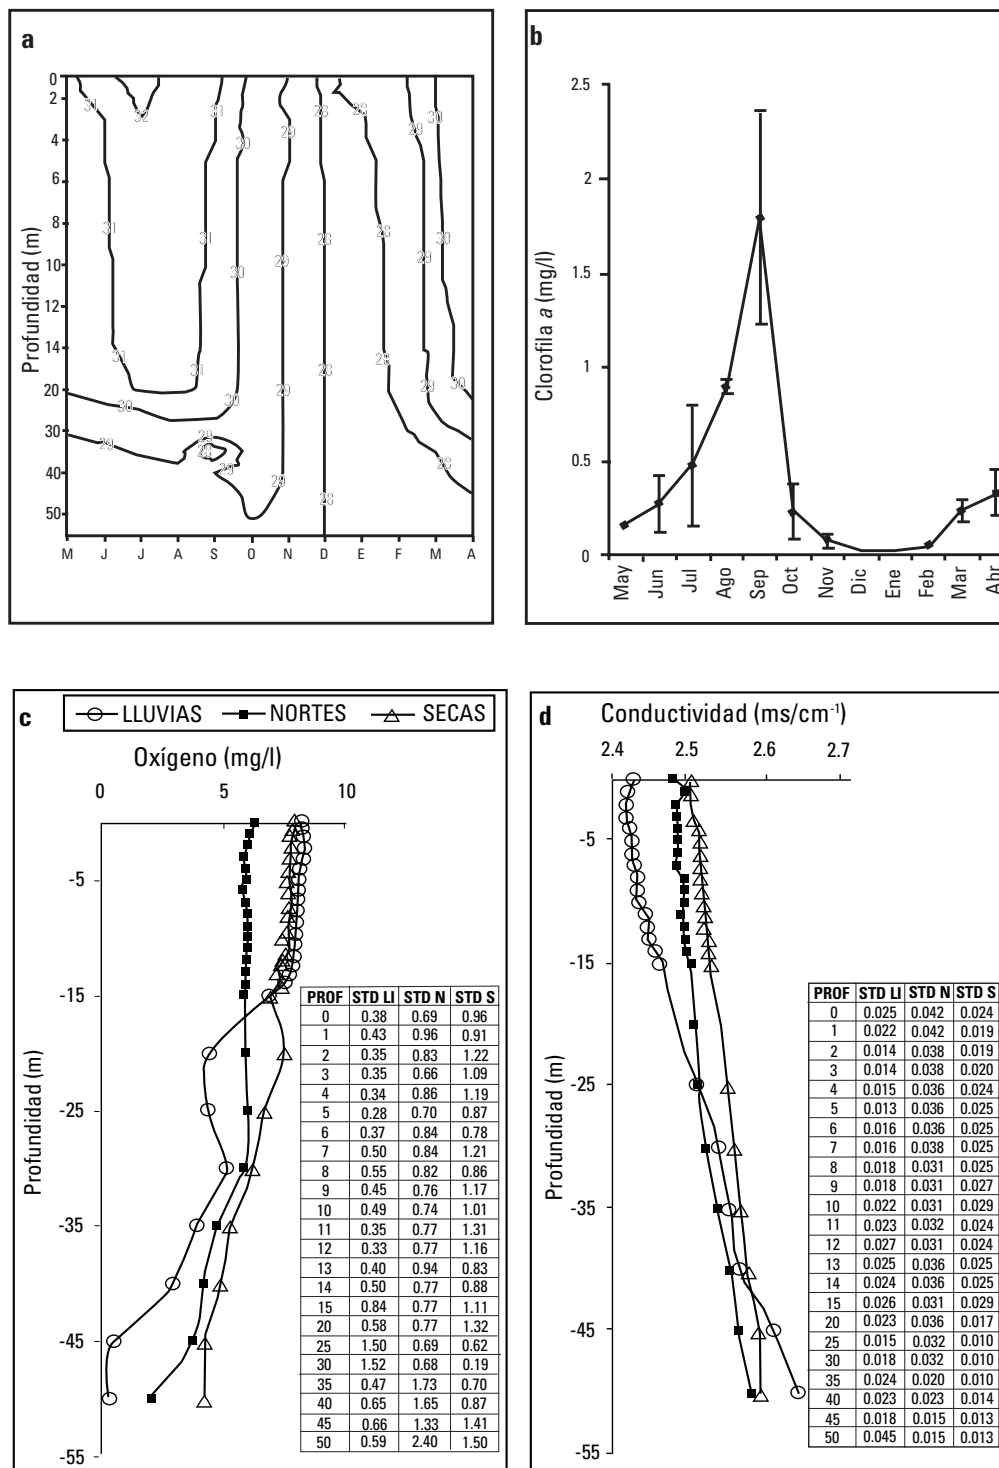 a
Profundidad (m)
0
2
4
6
8
10
12
14
20
30
40
50
31
32
31
30
29
28
28
29
30
30
29
31
31
30
29
28
28
29
30
31
31
30
30
29
28
28
29
30
29
29
28
29
29
28
28
M J J A S O N D E F M A
b
Clorofila a (mg/l)
2.5
2
1.5
1
0.5
0
May Jun Jul Ago Sep Oct Nov Dic Ene Feb Mar Abr
c
LLUVIAS NORTES SECAS
Oxígeno (mg/l)
0 5 10
Profundidad (m)
-5
-15
-25
-35
-45
-55
PROF STD LI STD N STD S
0 0.38 0.69 0.96
1 0.43 0.96 0.91
2 0.35 0.83 1.22
3 0.35 0.66 1.09
4 0.34 0.86 1.19
5 0.28 0.70 0.87
6 0.37 0.84 0.78
7 0.50 0.84 1.21
8 0.55 0.82 0.86
9 0.45 0.76 1.17
10 0.49 0.74 1.01
11 0.35 0.77 1.31
12 0.33 0.77 1.16
13 0.40 0.94 0.83
14 0.50 0.77 0.88
15 0.84 0.77 1.11
20 0.58 0.77 1.32
25 1.50 0.69 0.62
30 1.52 0.68 0.19
35 0.47 1.73 0.70
40 0.65 1.65 0.87
45 0.66 1.33 1.41
50 0.59 2.40 1.50
d
Conductividad (ms/cm⁻¹)
2.4 2.5 2.6 2.7
Profundidad (m)
-5
-15
-25
-35
-45
-55
PROF STD LI STD N STD S
0 0.025 0.042 0.024
1 0.022 0.042 0.019
2 0.014 0.038 0.019
3 0.014 0.038 0.020
4 0.015 0.036 0.024
5 0.013 0.036 0.025
6 0.016 0.036 0.025
7 0.016 0.038 0.025
8 0.018 0.031 0.025
9 0.018 0.031 0.027
10 0.022 0.031 0.029
11 0.023 0.032 0.024
12 0.027 0.031 0.024
13 0.025 0.036 0.025
14 0.024 0.036 0.025
15 0.026 0.031 0.029
20 0.023 0.036 0.017
25 0.015 0.032 0.010
30 0.018 0.032 0.010
35 0.024 0.020 0.010
40 0.023 0.023 0.014
45 0.018 0.015 0.013
50 0.045 0.015 0.013